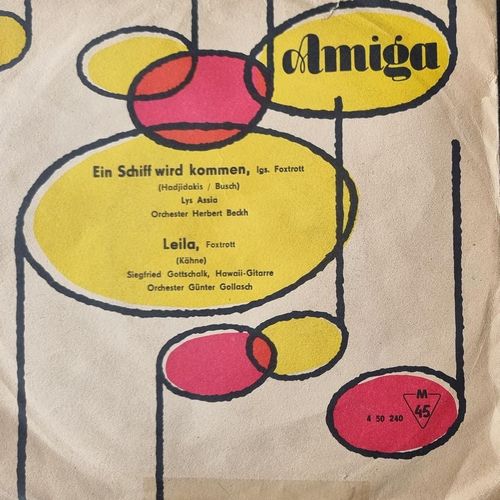 Amiga
Ein Schiff wird kommen, lgs. Foxtrott
(Hadjidakis / Busch)
Lys Assia
Orchester Herbert Beckh
Leila, Foxtrott
(Kähne)
Siegfried Gottschalk, Hawaii-Gitarre
Orchester Günter Gollasch
M
45
4 50 240